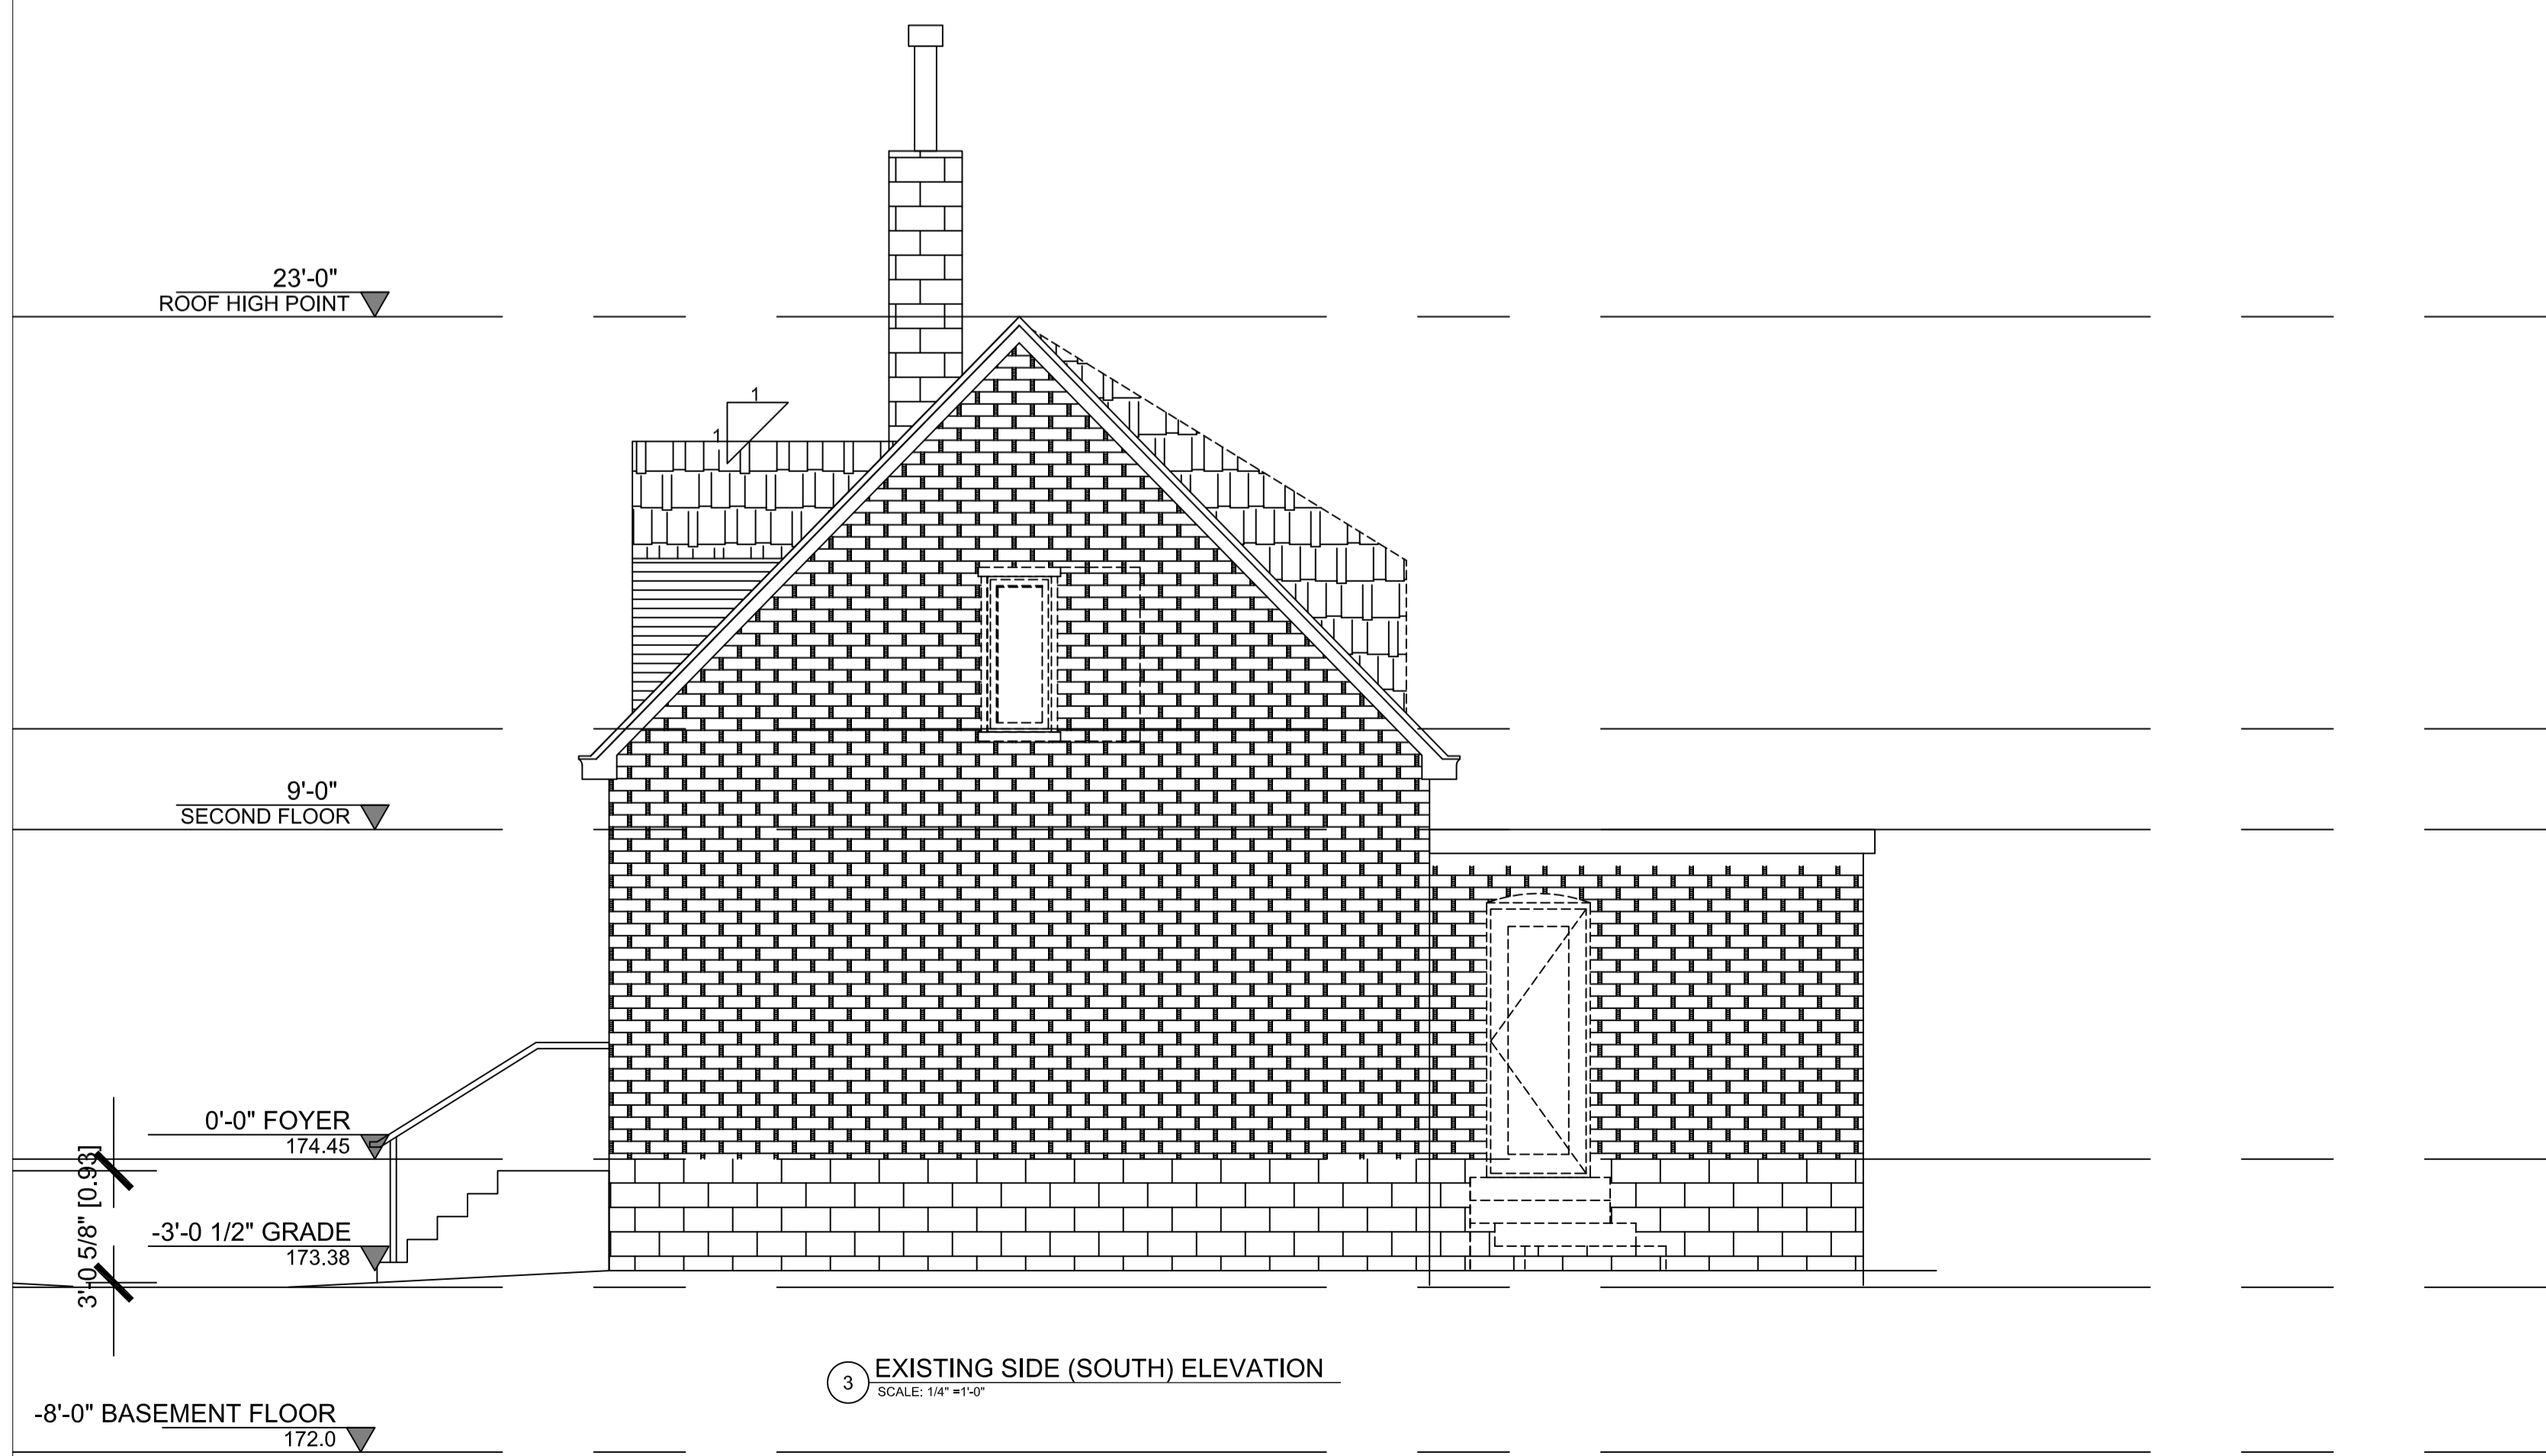 23'-0"
ROOF HIGH POINT
1
1
9'-0"
SECOND FLOOR
0'-0" FOYER
174.45
3'-0 5/8" [0.93]
-3'-0 1/2" GRADE
173.38
3 EXISTING SIDE (SOUTH) ELEVATION
SCALE: 1/4" =1'-0"
-8'-0" BASEMENT FLOOR
172.0